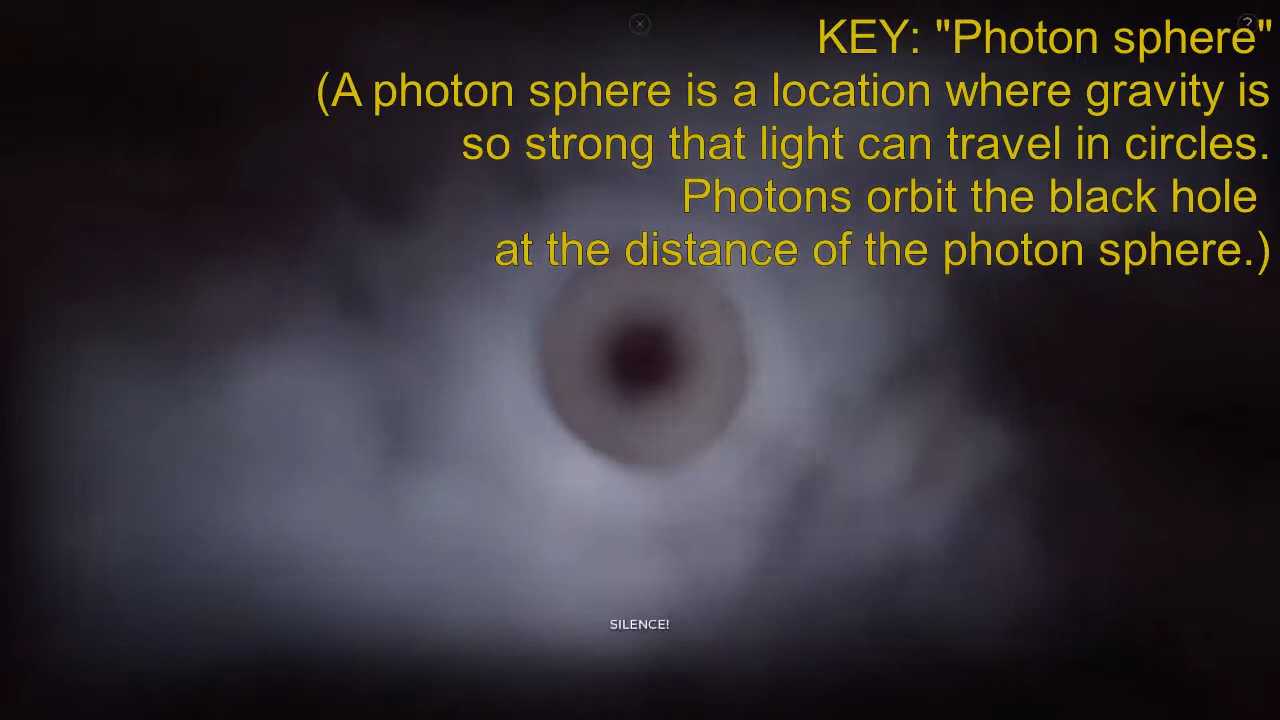 KEY: "Photon sphere"
(A photon sphere is a location where gravity is
so strong that light can travel in circles.
Photons orbit the black hole
at the distance of the photon sphere.)
SILENCE!